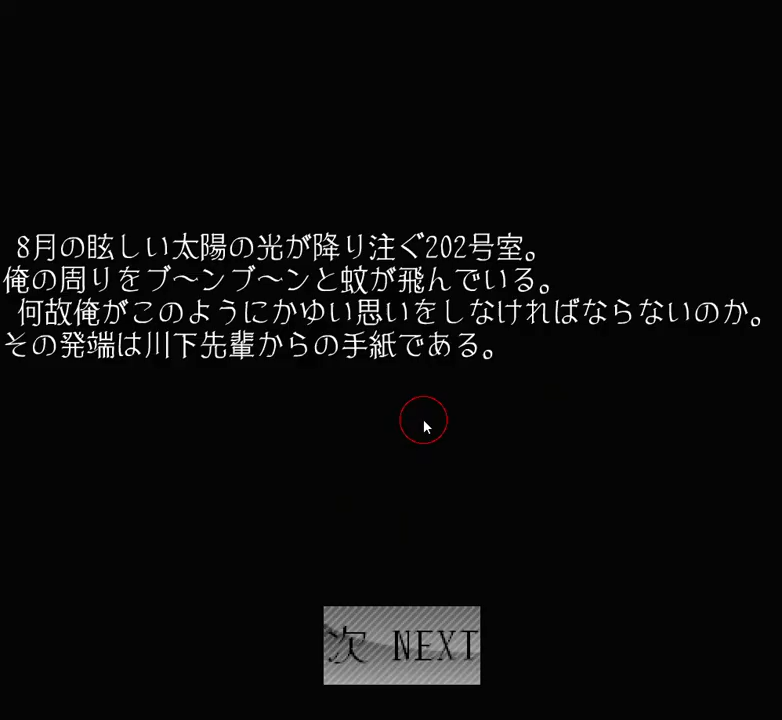 8月の眩しい太陽の光が降り注ぐ202号室。
俺の周りをブ～ンブ～ンと蚊が飛んでいる。
何故俺がこのようにかゆい思いをしなければならないのか。
その発端は川下先輩からの手紙である。
次 NEXT